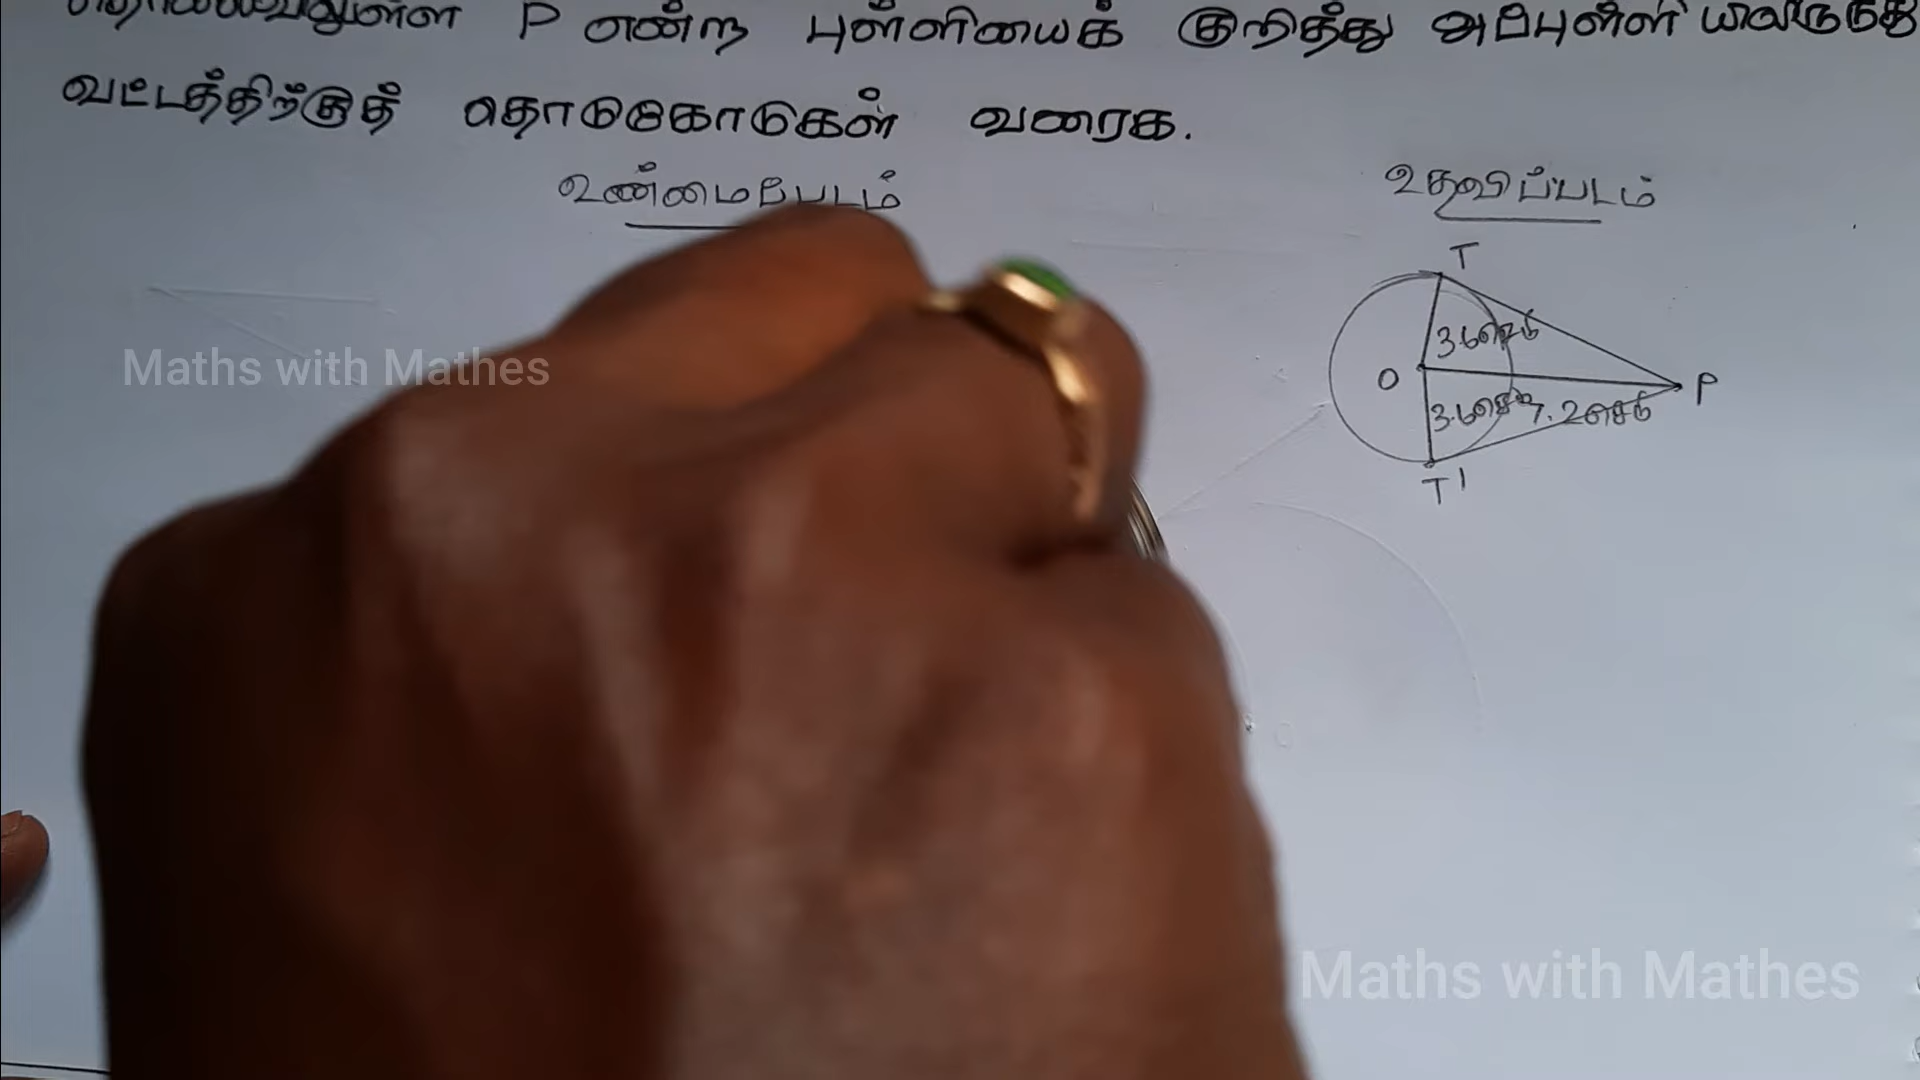 P என்ற புள்ளியைக் குறித்து அப்புள்ளியிலிருந்து
வட்டத்திற்குத் தொடுகோடுகள் வரைக.
உண்மைப்படம்
உதவிப்படம்
T
3.6செமீ
O
P
3.6செமீ 7.2செமீ
T'
Maths with Mathes
Maths with Mathes